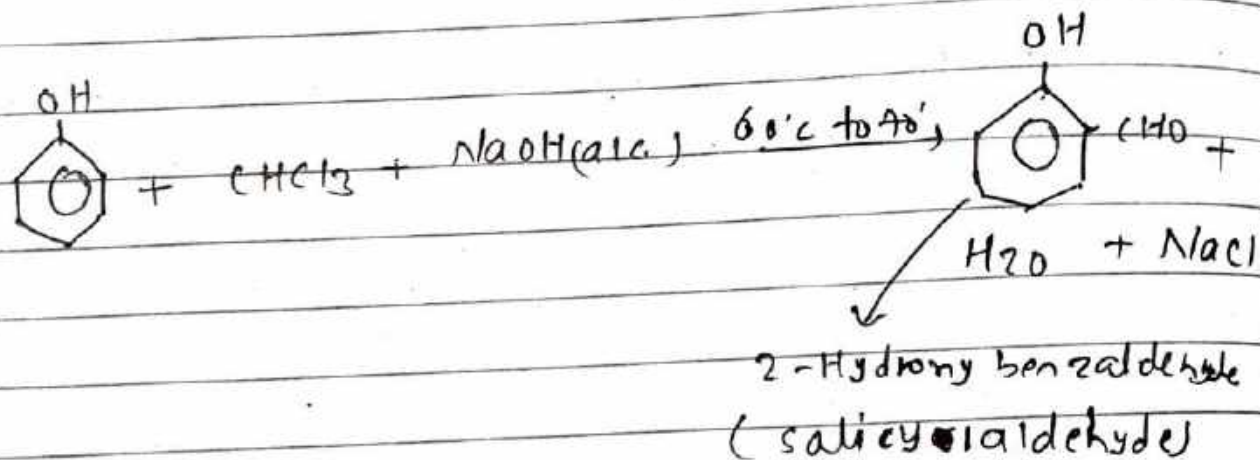 OH
OH
+ CHCl3 + NaOH(alc.) 60°C to 70° CHO +
H2O + NaCl
2-Hydroxy benzaldehyde
(salicylaldehyde)